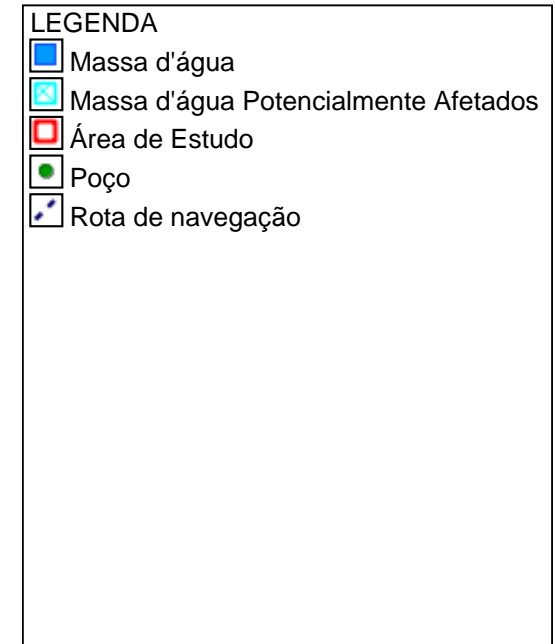 LEGENDA
Massa d'água
Massa d'água Potencialmente Afetados
Área de Estudo
Poço
Rota de navegação